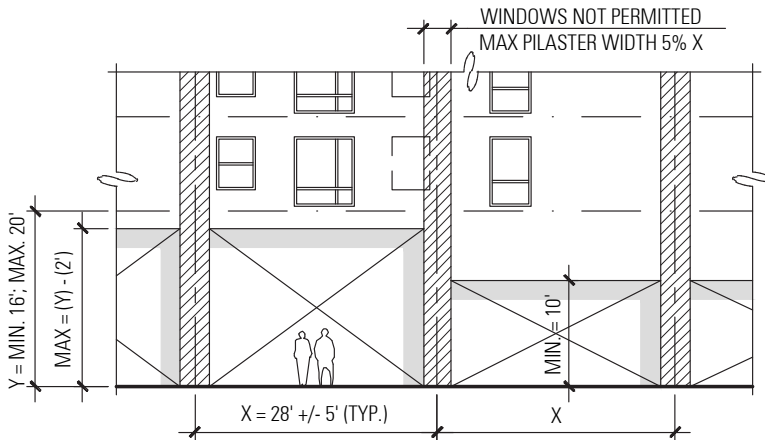 WINDOWS NOT PERMITTED
MAX PILASTER WIDTH 5% X
Y = MIN. 16'; MAX. 20'
MAX = (Y) - (2')
MIN. = 10'
X = 28' +/- 5' (TYP.)
X